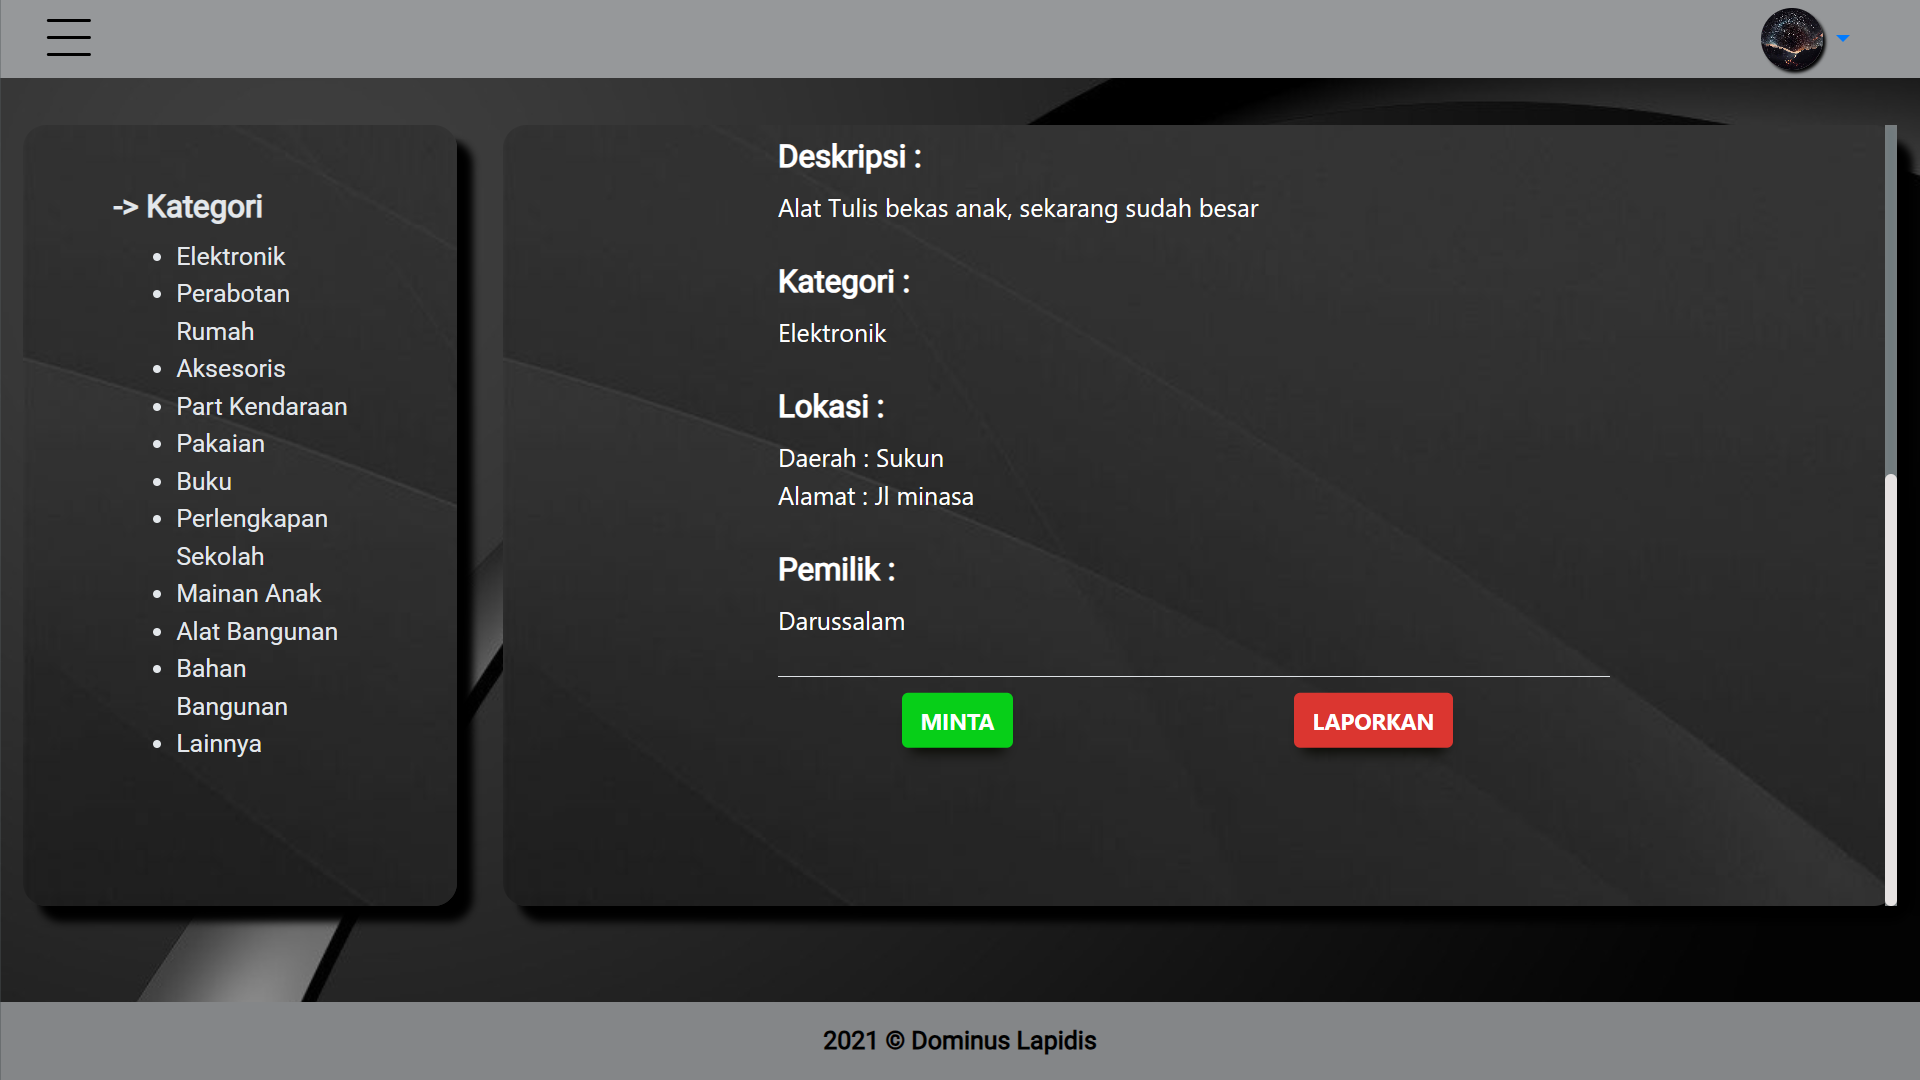 -> Kategori
Elektronik
Perabotan
Rumah
Aksesoris
Part Kendaraan
Pakaian
Buku
Perlengkapan
Sekolah
Mainan Anak
Alat Bangunan
Bahan
Bangunan
Lainnya
Deskripsi :
Alat Tulis bekas anak, sekarang sudah besar
Kategori :
Elektronik
Lokasi :
Daerah : Sukun
Alamat : Jl minasa
Pemilik :
Darussalam
MINTA
LAPORKAN
2021 © Dominus Lapidis